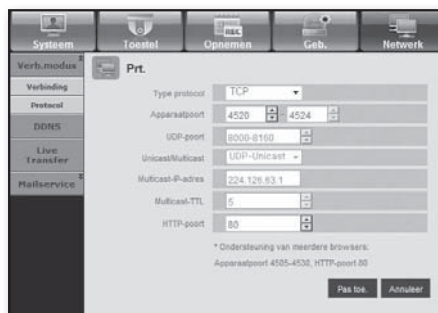 Systeem Toestel Opnemen Geb. Netwerk
REC
Verb.modus
Verbinding
Protocol
DDNS
Live
Transfer
Mailservice
Prt.
Type protocol TCP
Apparaatpoort 4520 - 4524
UDP-poort 8000-8160
Unicast/Multicast UDP-Unicast
Multicast-IP-adres 224.126.63.1
Multicast-TTL 5
HTTP-poort 80
* Ondersteuning van meerdere browsers:
Apparaatpoort 4505-4530, HTTP-poort 80
Pas toe. Annuleer